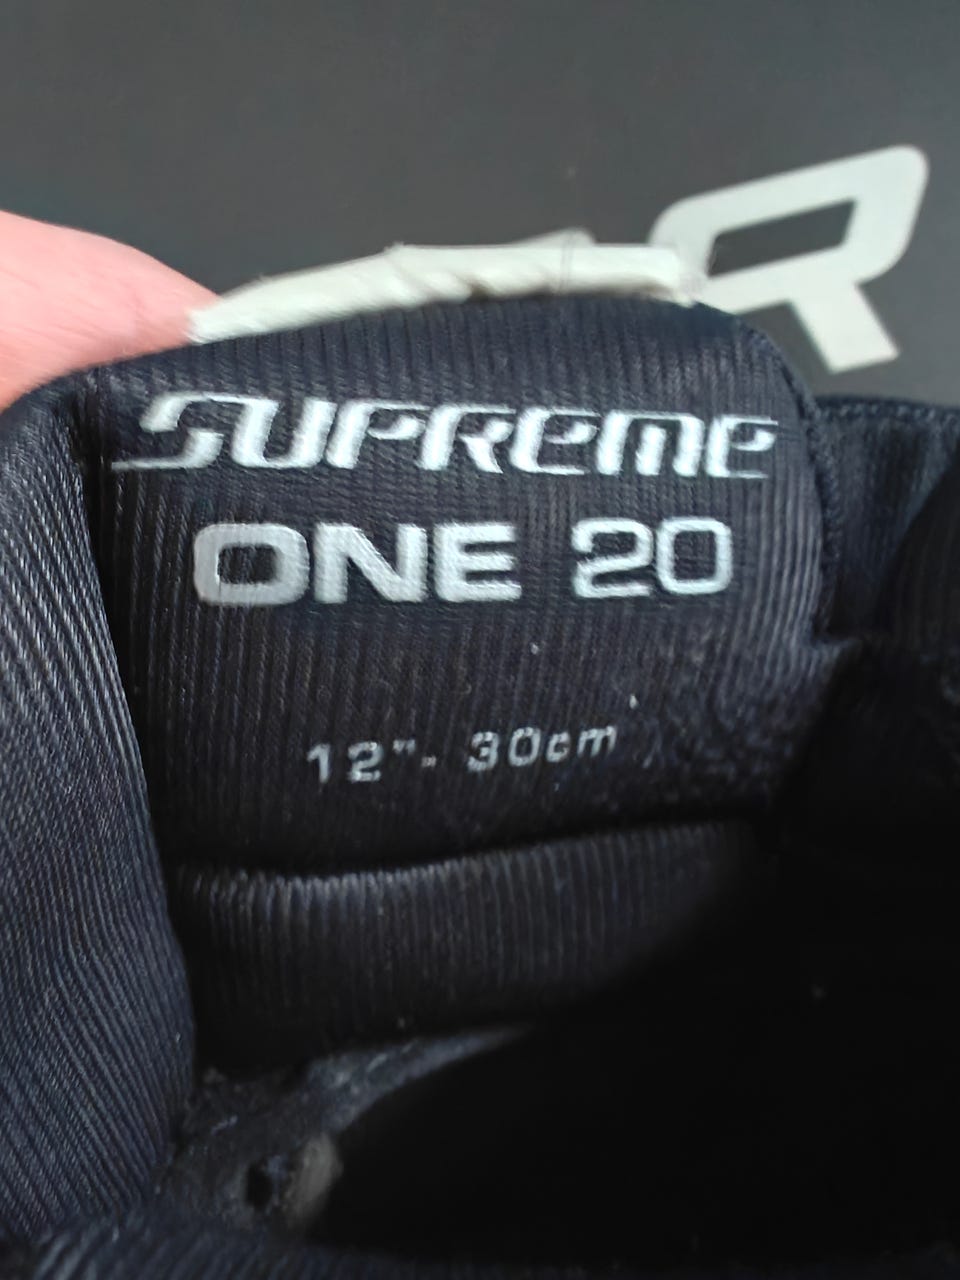 R
SUPREME
ONE 20
12"- 30cm